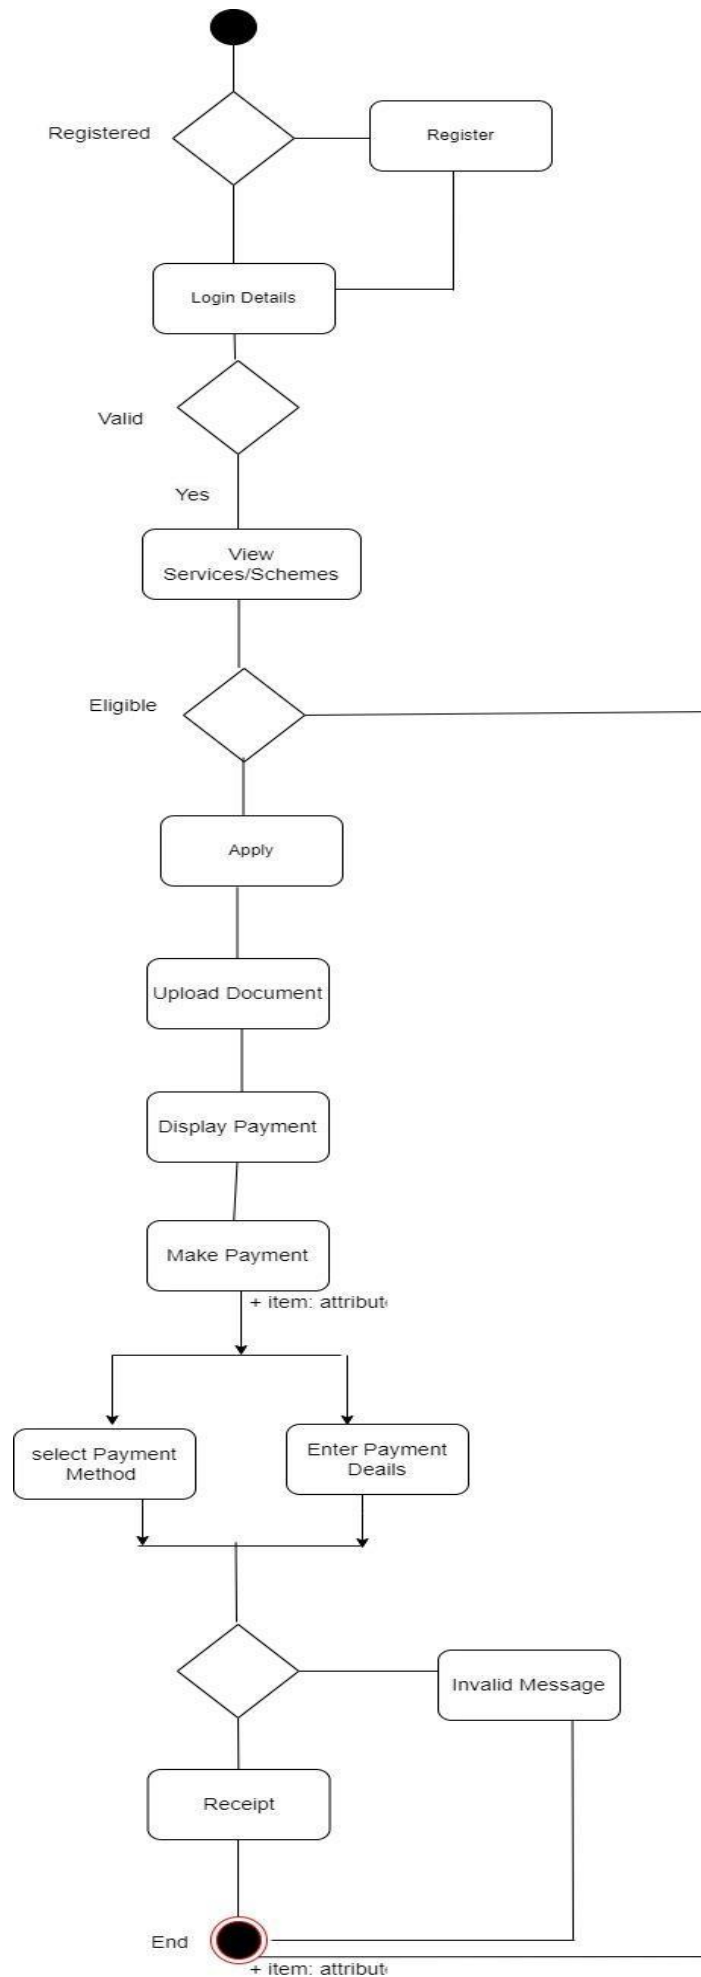 Registered
Register
Login Details
Valid
Yes
View
Services/Schemes
Eligible
Apply
Upload Document
Display Payment
Make Payment
+ item: attribut
select Payment
Method
Enter Payment
Deails
Invalid Message
Receipt
End
+ item: attribut